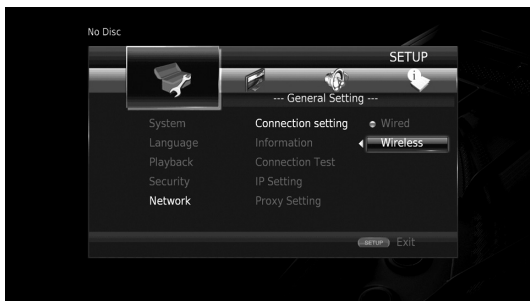 No Disc
SETUP
--- General Setting ---
System
Connection setting
Wired
Language
Information
Wireless
Playback
Connection Test
Security
IP Setting
Network
Proxy Setting
SETUP Exit